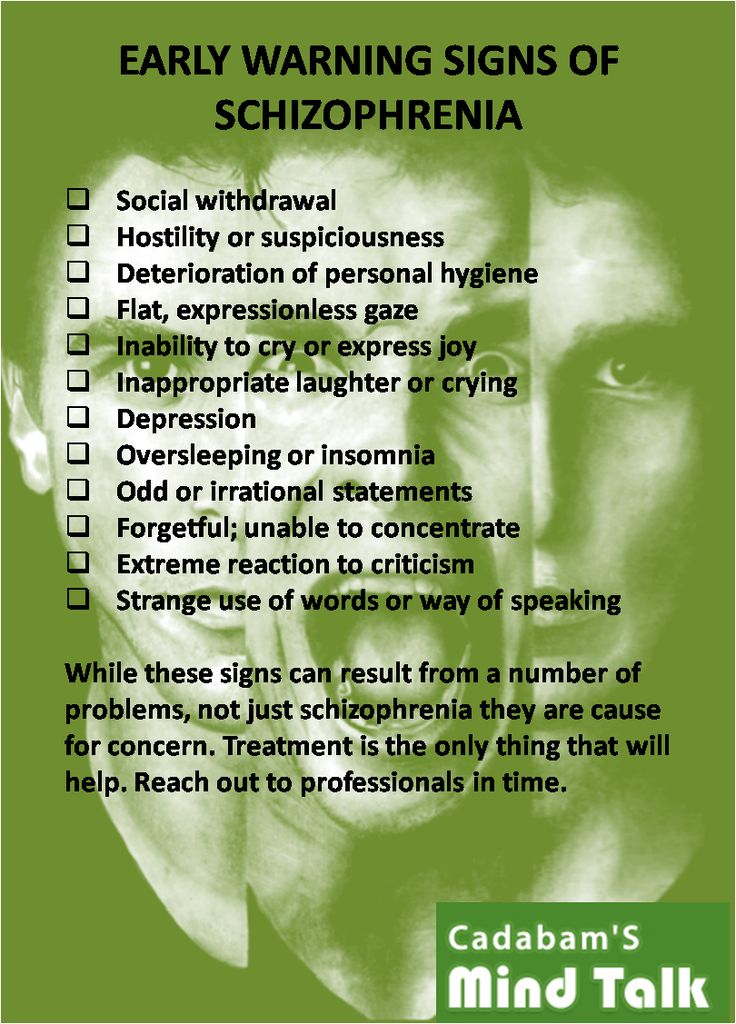 EARLY WARNING SIGNS OF
SCHIZOPHRENIA
❑ Social withdrawal
❑ Hostility or suspiciousness
❑ Deterioration of personal hygiene
❑ Flat, expressionless gaze
❑ Inability to cry or express joy
❑ Inappropriate laughter or crying
❑ Depression
❑ Oversleeping or insomnia
❑ Odd or irrational statements
❑ Forgetful; unable to concentrate
❑ Extreme reaction to criticism
❑ Strange use of words or way of speaking
While these signs can result from a number of
problems, not just schizophrenia they are cause
for concern. Treatment is the only thing that will
help. Reach out to professionals in time.
Cadabam'S
Mind Talk